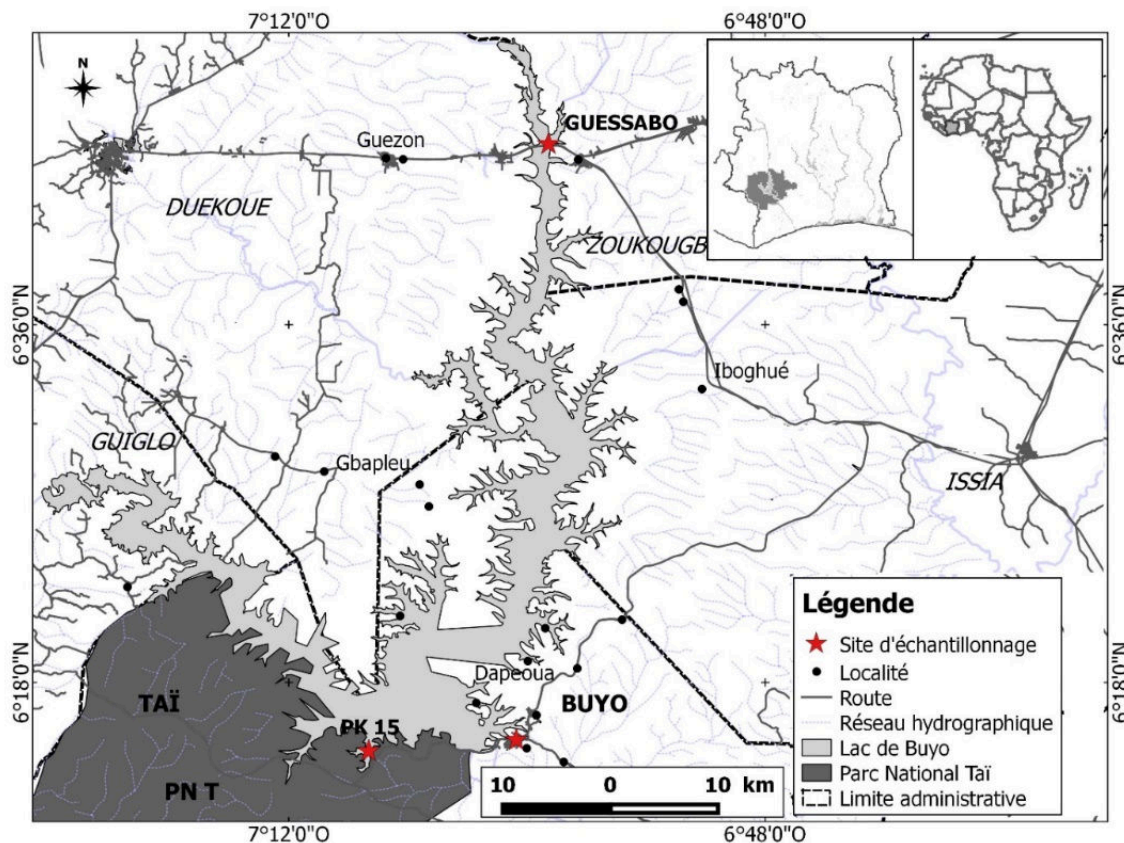 7°12'0"O 6°48'0"O
N
GUESSABO
Guezon
DUEKOUE
ZOUKOUGB
6°36'0"N
6°36'0"N
Iboghué
GUIGLO
Gbapleu
ISSIA
Légende
Site d'échantillonnage
Localité
Route
Réseau hydrographique
Lac de Buyo
Parc National Taï
Limite administrative
Dapeoua
6°18'0"N
6°18'0"N
TAÏ
BUYO
PK 15
PN T
10 0 10 km
7°12'0"O 6°48'0"O